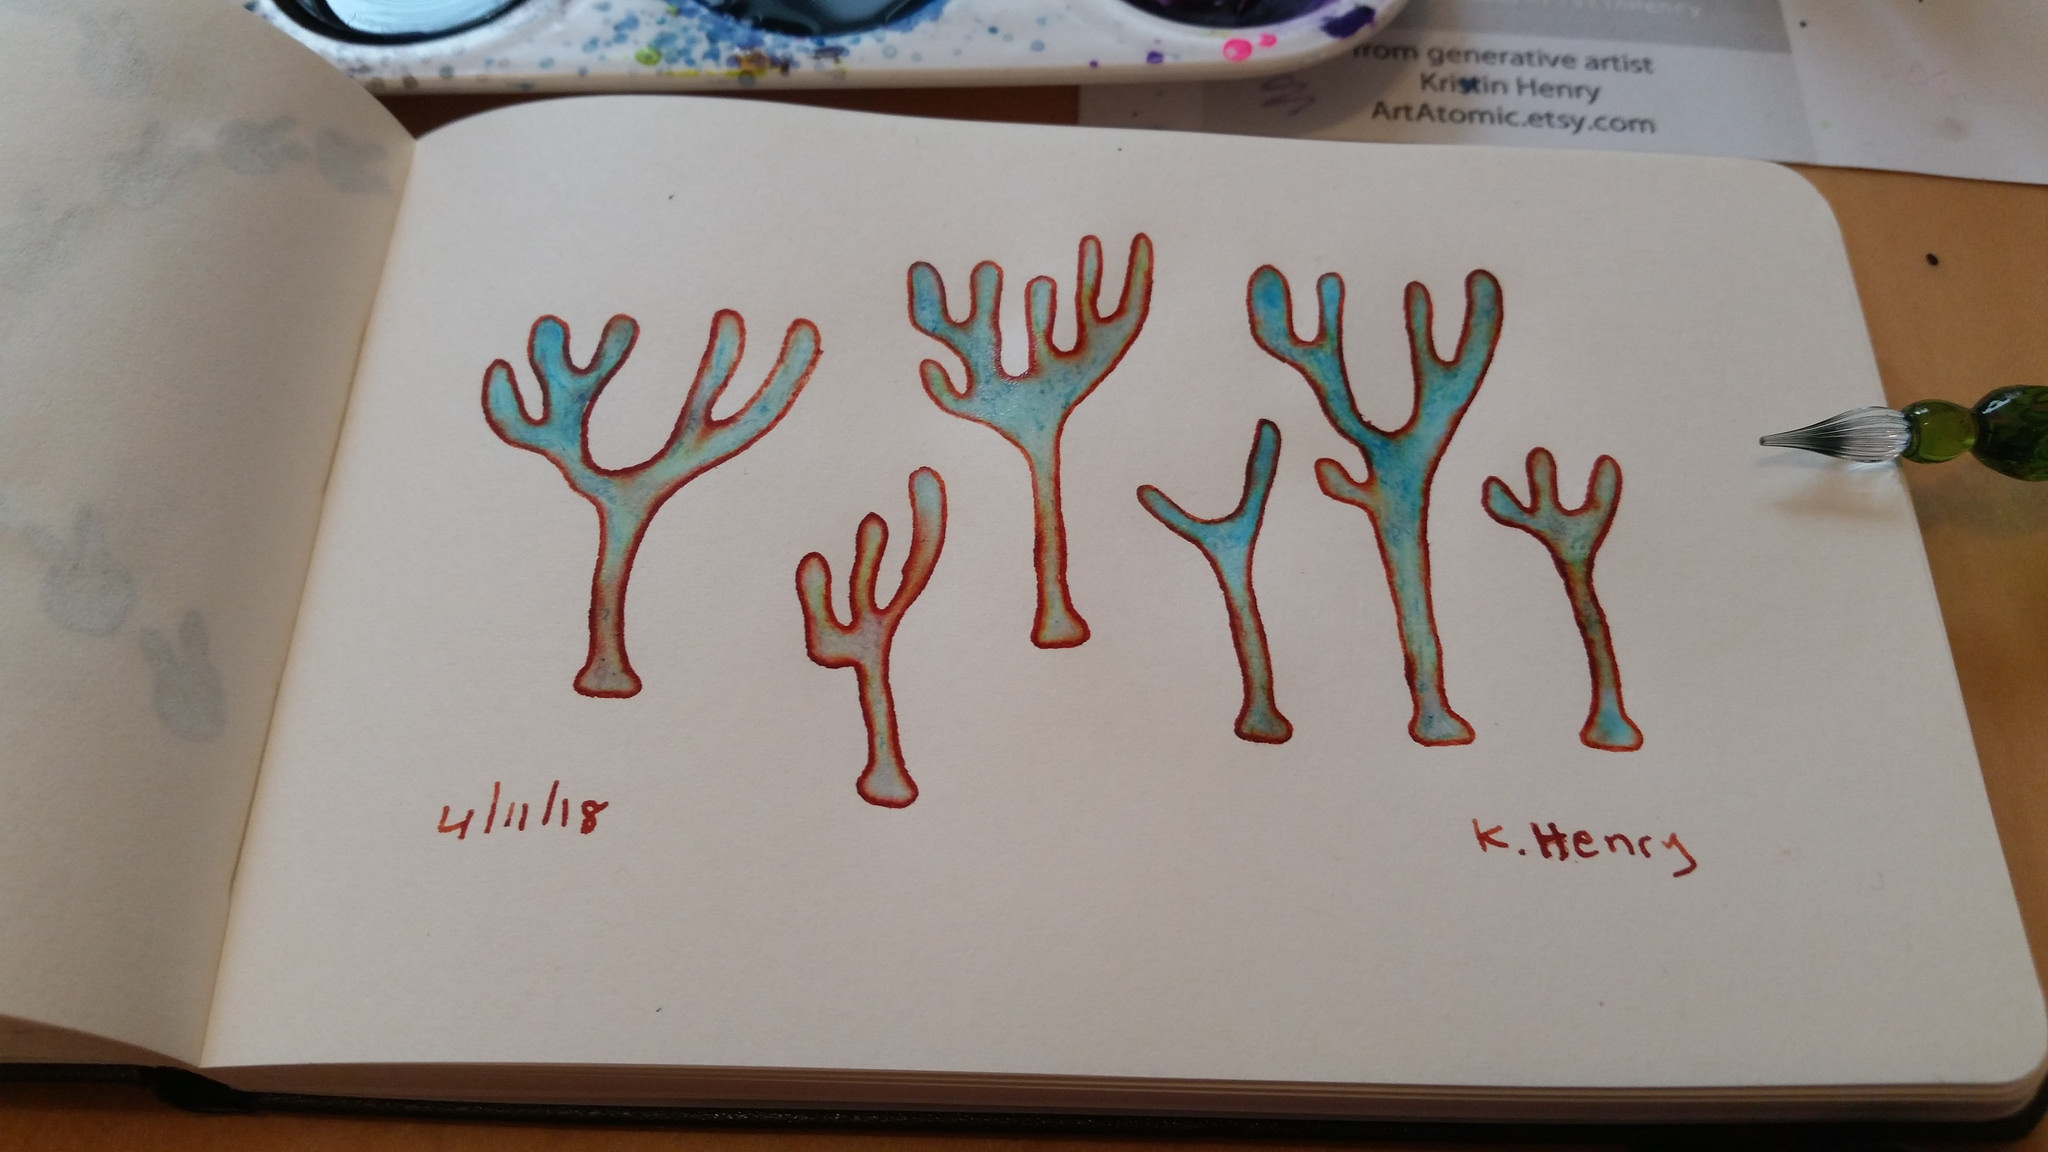 from generative artist
Kristin Henry
ArtAtomic.etsy.com
4/11/18
K. Henry